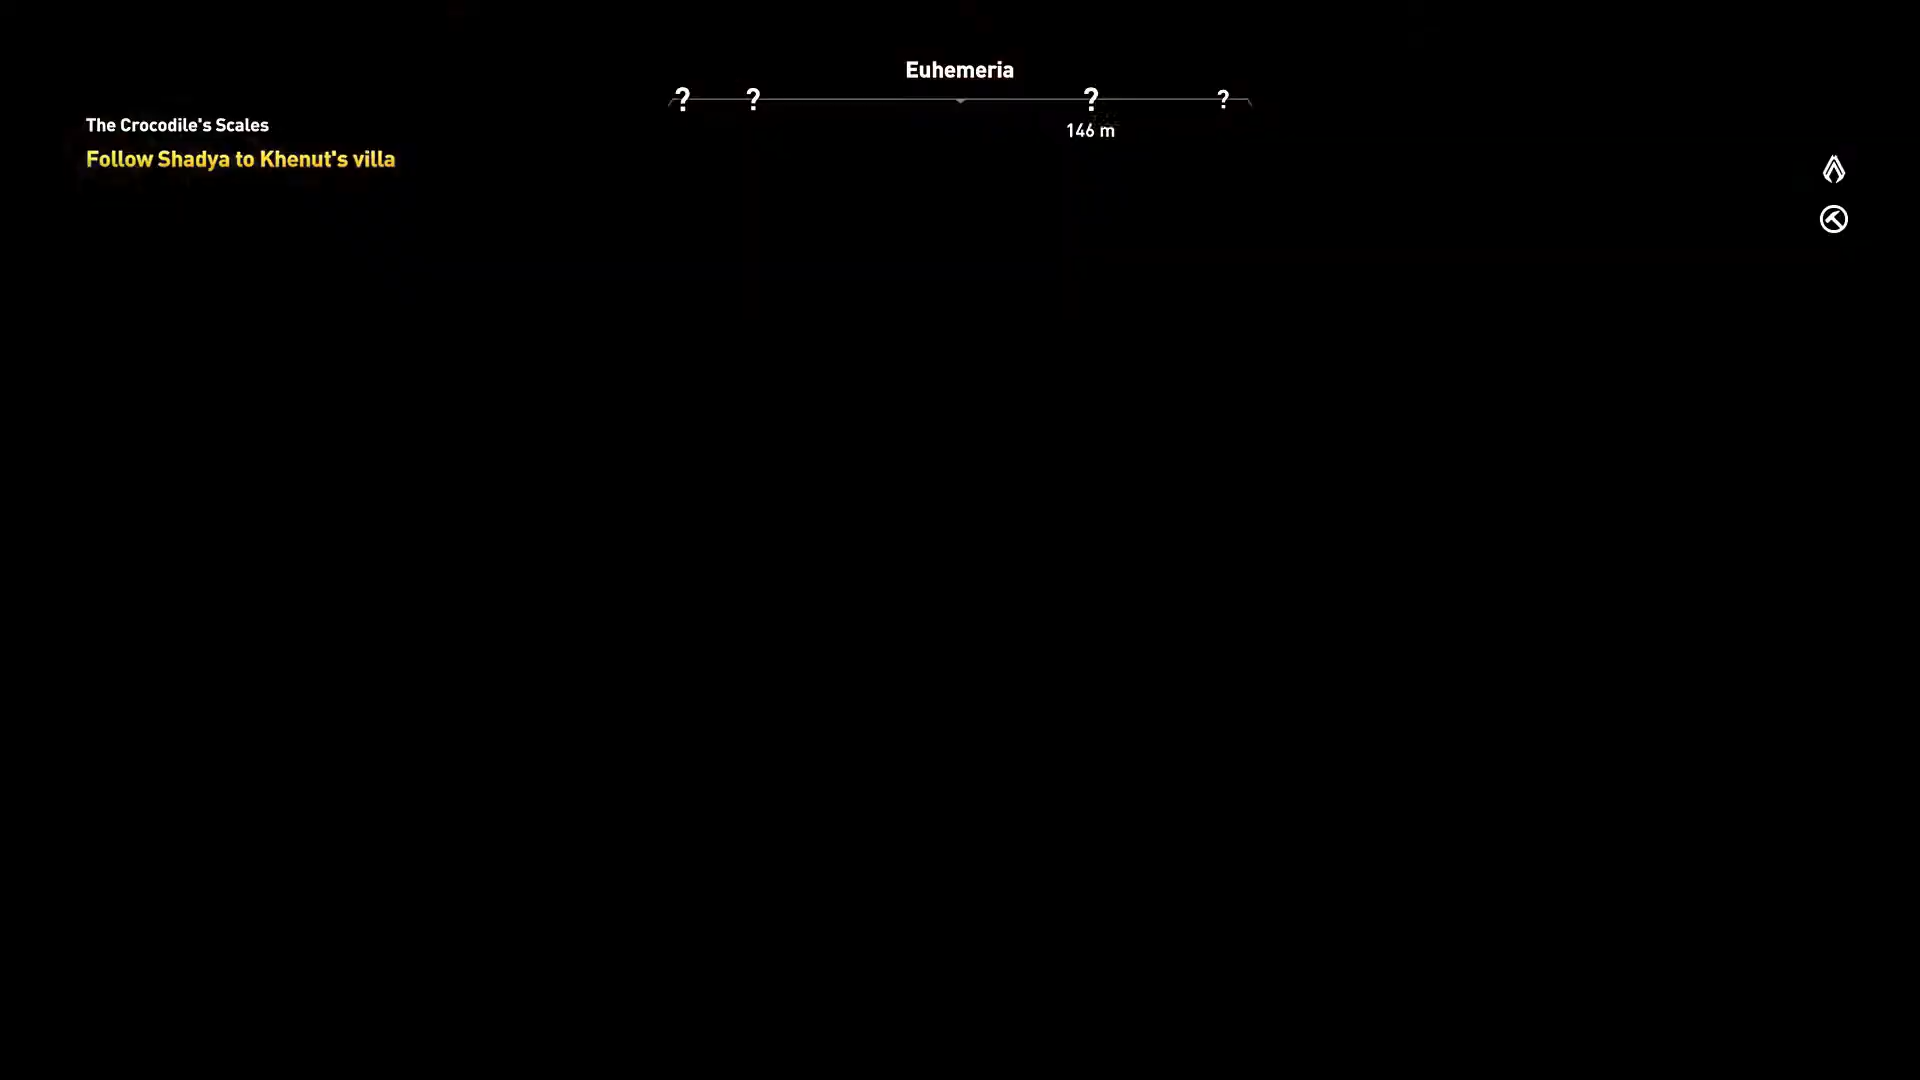 Euhemeria
? ? ? ?
146 m
The Crocodile's Scales
Follow Shadya to Khenut's villa